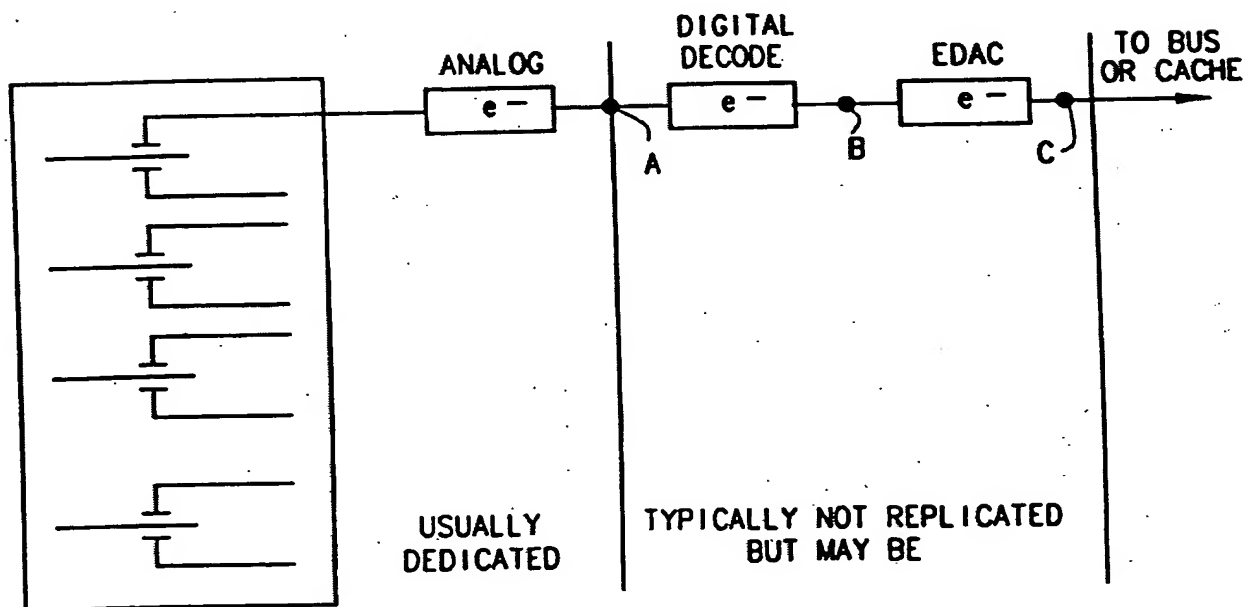 ANALOG
e-
DIGITAL
DECODE
e-
EDAC
e-
TO BUS
OR CACHE
A
B
C
USUALLY
DEDICATED
TYPICALLY NOT REPLICATED
BUT MAY BE